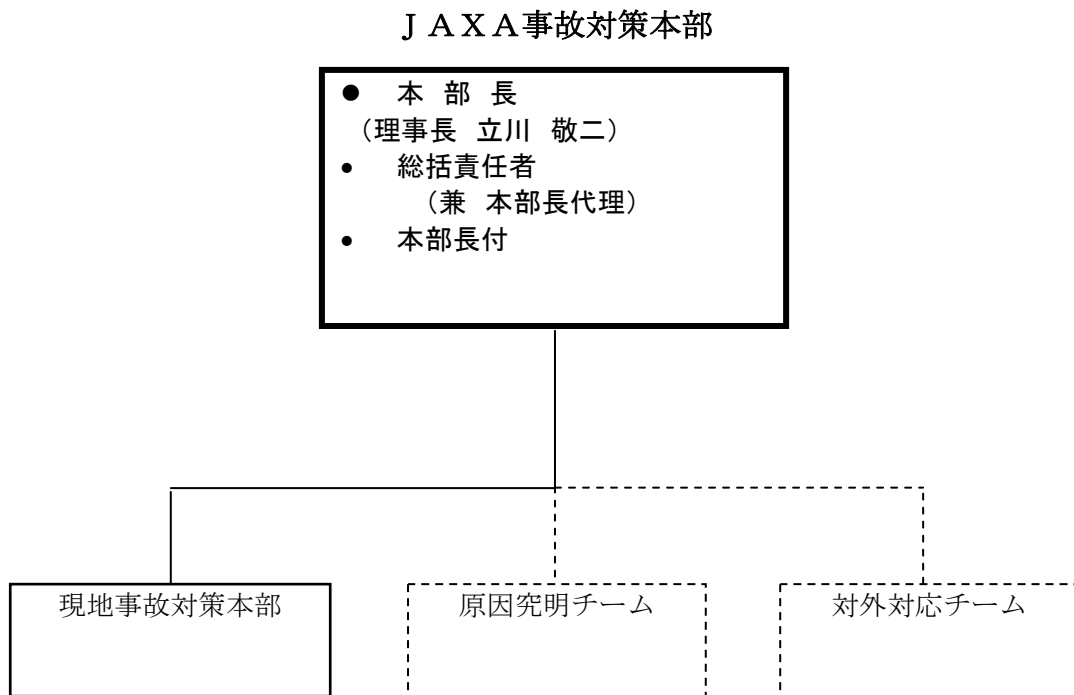 ＪＡＸＡ事故対策本部
● 本 部 長
（理事長 立川 敬二）
• 総括責任者
（兼 本部長代理）
• 本部長付
現地事故対策本部 原因究明チーム 対外対応チーム